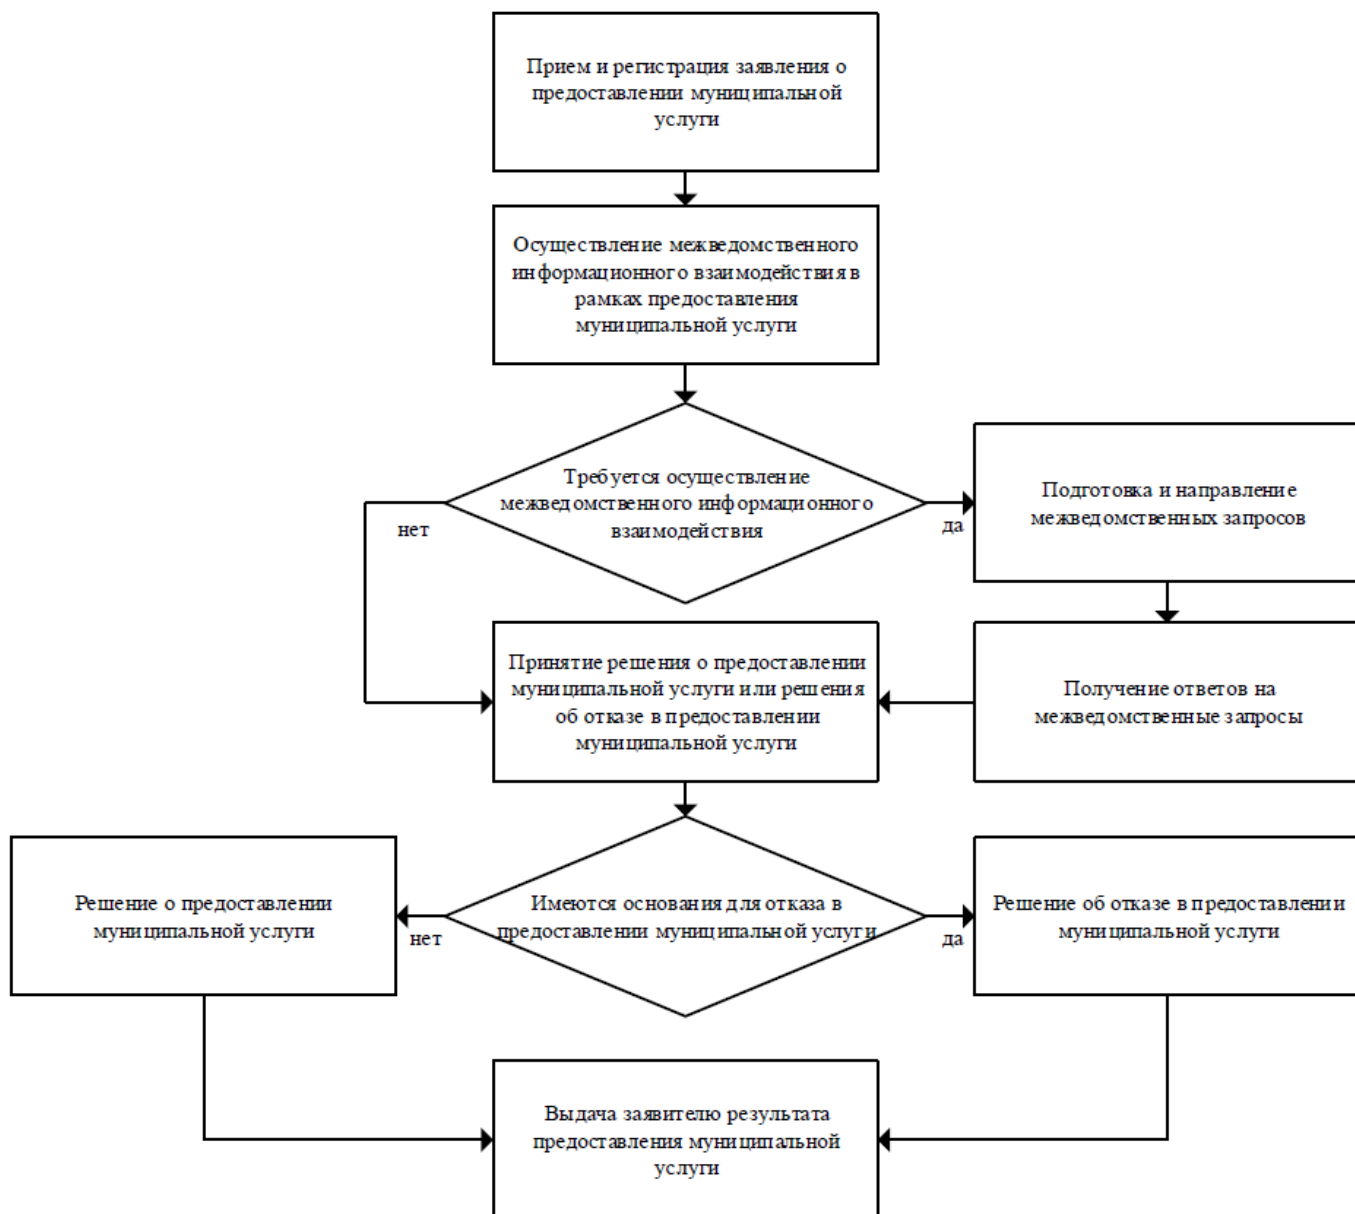 Прием и регистрация заявления о
предоставлении муниципальной
услуги
Осуществление межведомственного
информационного взаимодействия в
рамках предоставления
муниципальной услуги
Требуется осуществление
межведомственного информационного
взаимодействия
нет
да
Подготовка и направление
межведомственных запросов
Принятие решения о предоставлении
муниципальной услуги или решения
об отказе в предоставлении
муниципальной услуги
Получение ответов на
межведомственные запросы
Решение о предоставлении
муниципальной услуги
нет
Имеются основания для отказа в
предоставлении муниципальной услуги
да
Решение об отказе в предоставлении
муниципальной услуги
Выдача заявителю результата
предоставления муниципальной
услуги